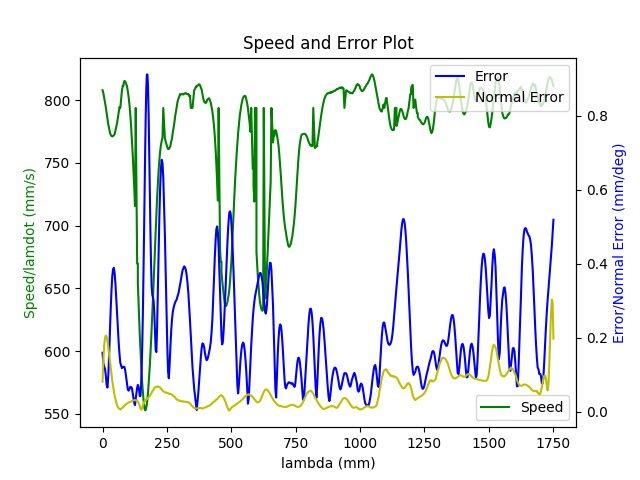 Speed and Error Plot
Error
Normal Error
800
750
700
650
600
550
0.8
0.6
0.4
0.2
0.0
Speed/lamdot (mm/s)
Error/Normal Error (mm/deg)
Speed
0
250
500
750
1000
1250
1500
1750
lambda (mm)